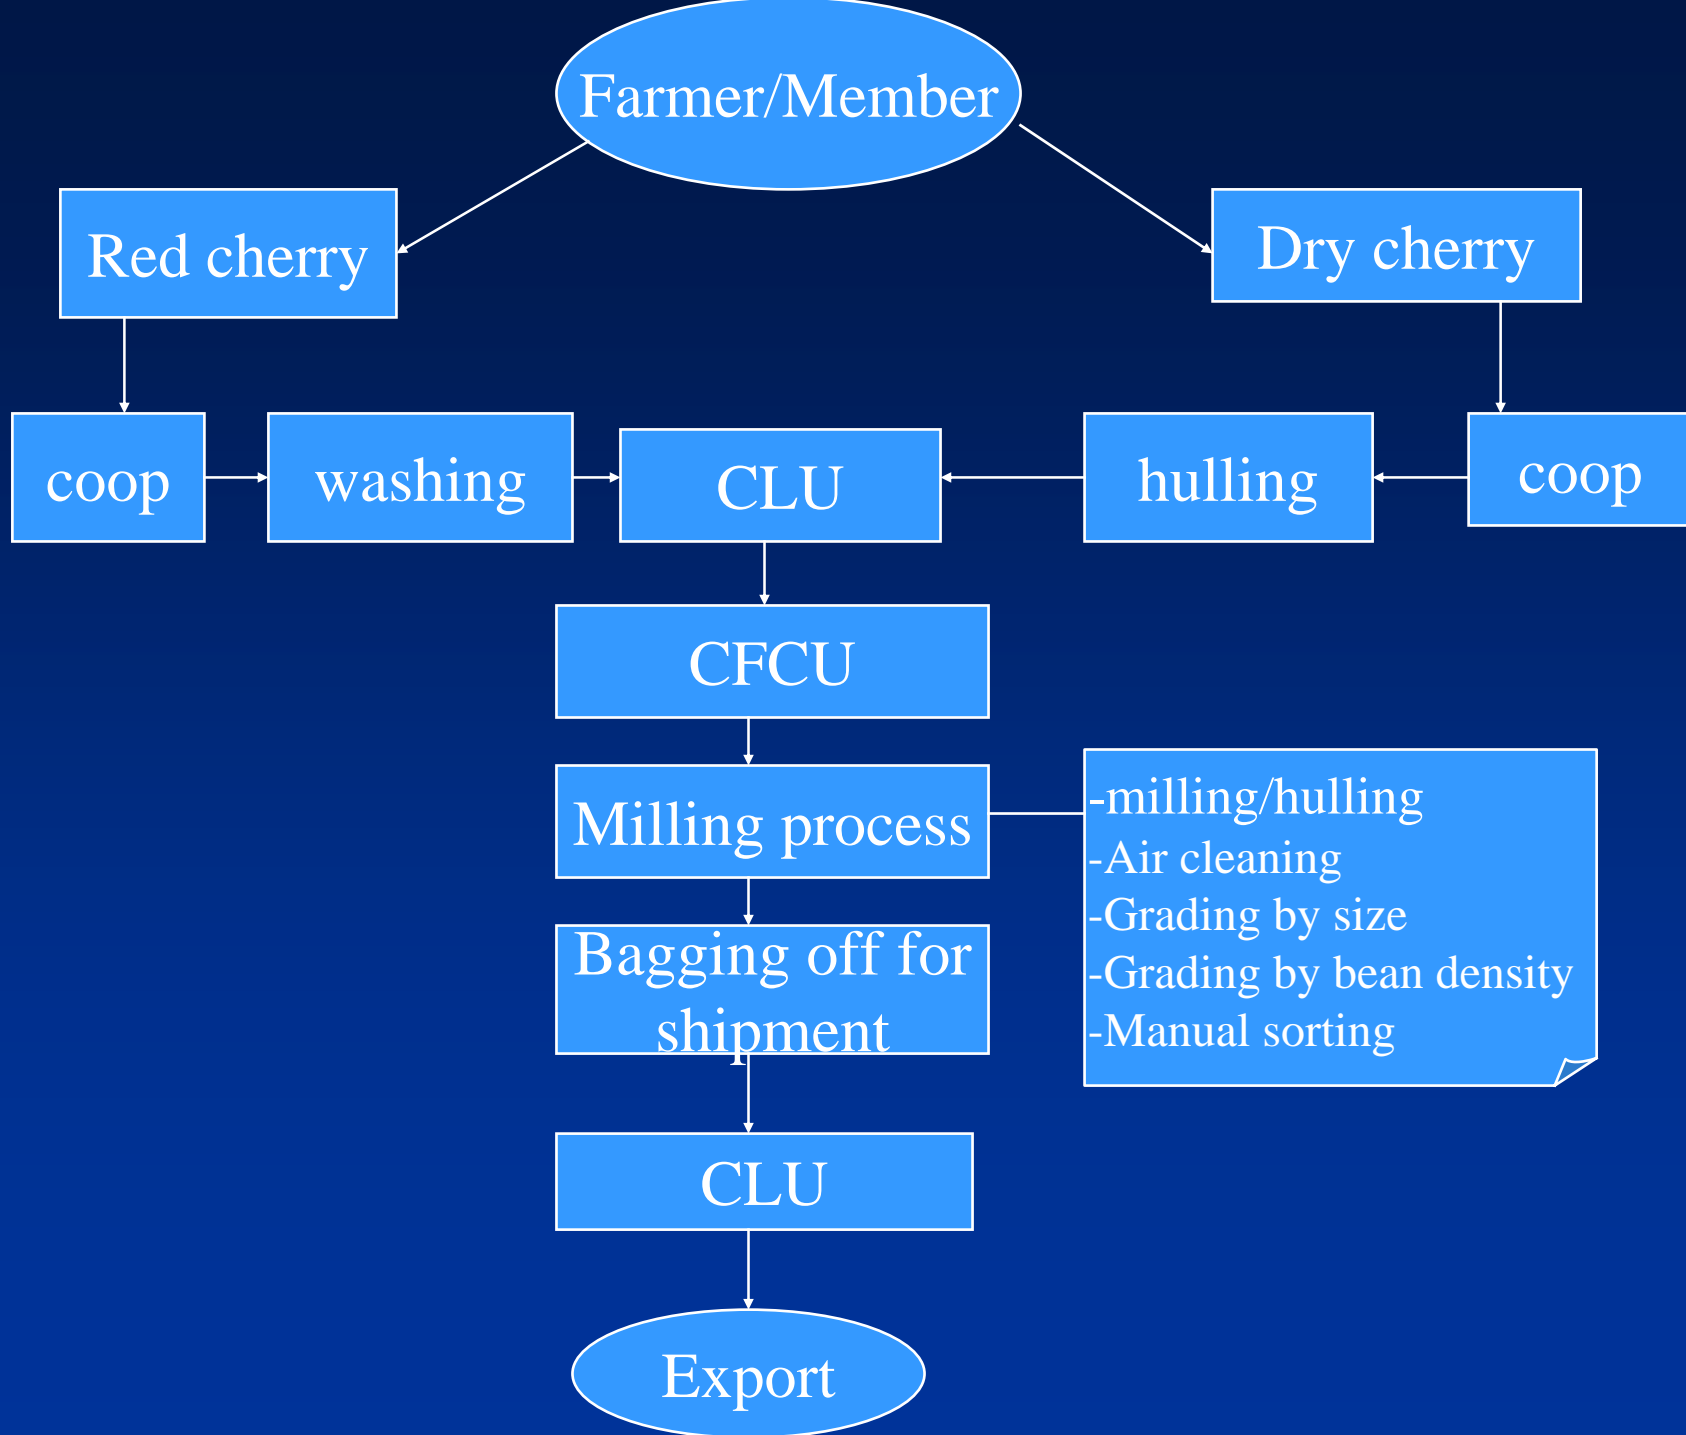 Farmer/Member
Red cherry
Dry cherry
coop
washing
CLU
hulling
coop
CFCU
Milling process
-milling/hulling
-Air cleaning
-Grading by size
-Grading by bean density
-Manual sorting
Bagging off for
shipment
CLU
Export